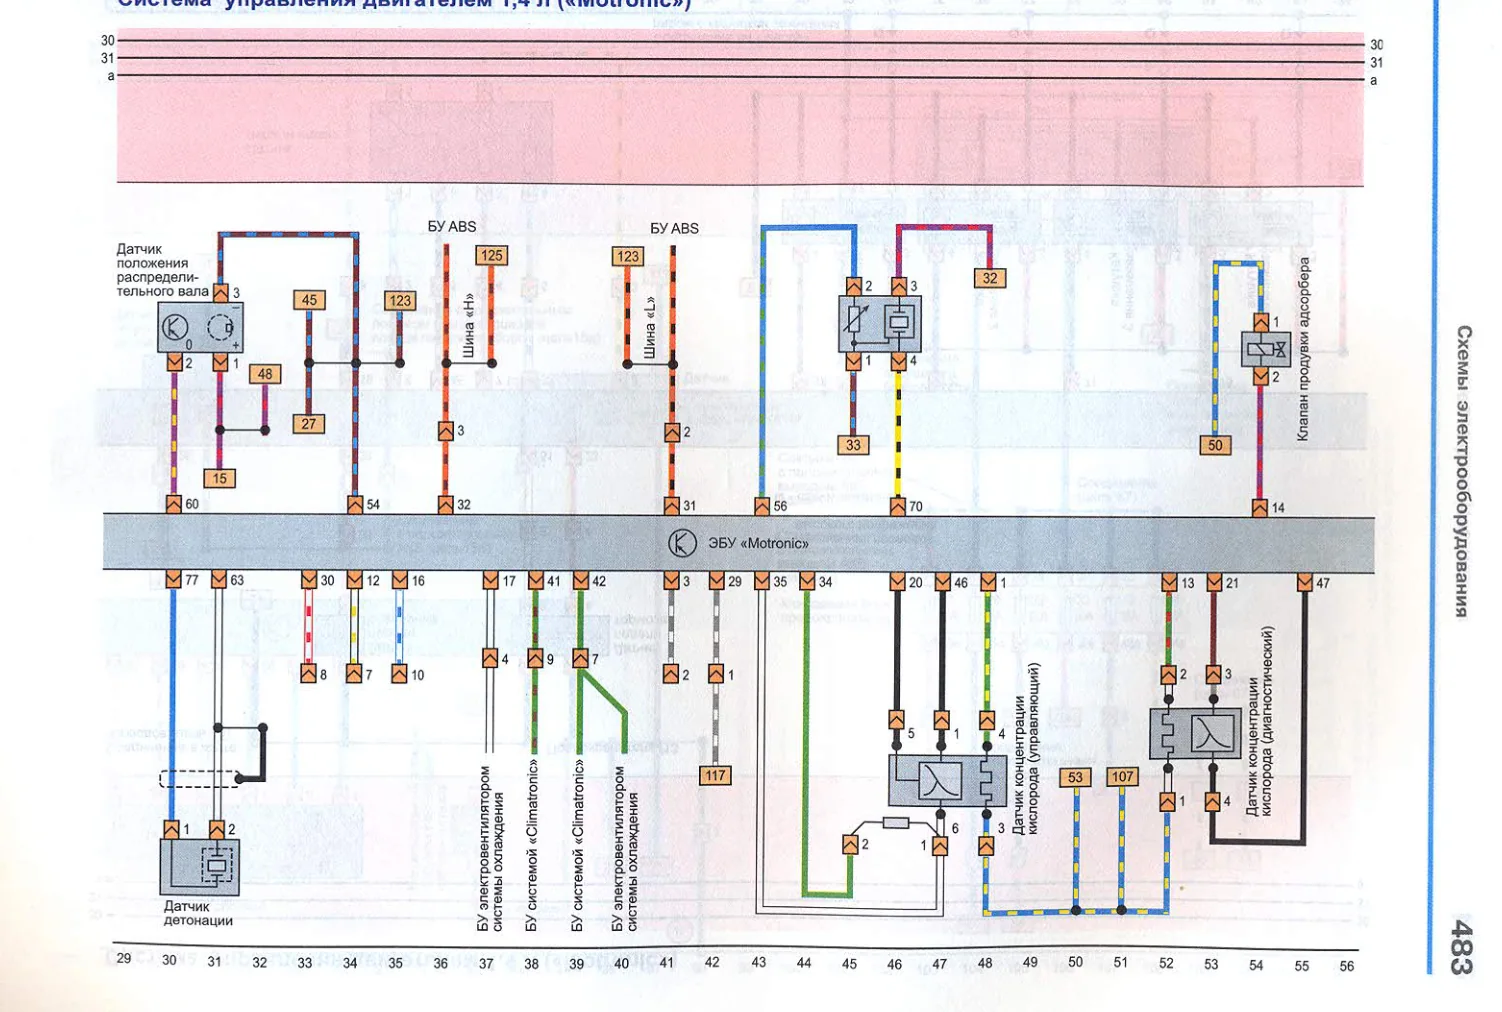 Система управления двигателем 1,4 л («Motronic»)
30 30
31 31
a a
БУ ABS БУ ABS
Датчик
положения
распредели-
тельного вала 3
45 123
125 123
Шина «H»
Шина «L»
2 3
32
1
Клапан продувки адсорбера
0 − +
2 1
48
1 4
2
27
3
2
33
50
15
60 54 32 31 56 70 14
ЭБУ «Motronic»
77 63 30 12 16 17 41 42 3 29 35 34 20 46 1 13 21 47
8 7 10
4 9 7
2 1
2 3
5 1 4
117
53 107
6 3
2 1
1 4
1 2
Датчик
детонации
БУ электровентилятором
системы охлаждения
БУ системой «Climatronic»
БУ системой «Climatronic»
БУ электровентилятором
системы охлаждения
Датчик концентрации
кислорода (управляющий)
Датчик концентрации
кислорода (диагностический)
29 30 31 32 33 34 35 36 37 38 39 40 41 42 43 44 45 46 47 48 49 50 51 52 53 54 55 56
Схемы электрооборудования
483